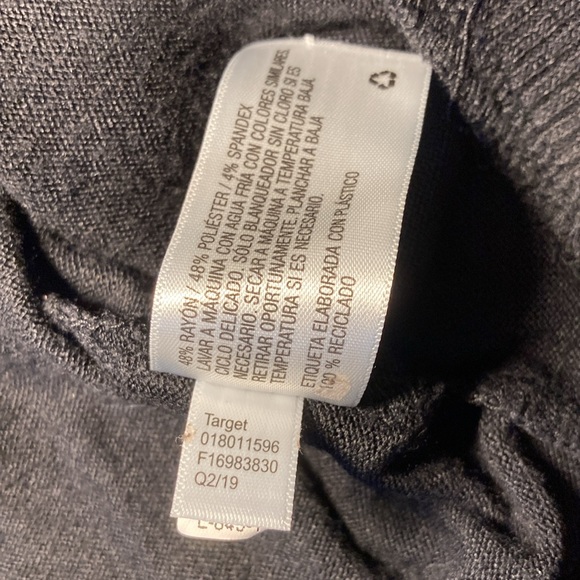 48% RAYON / 48% POLIÉSTER / 4% SPANDEX
LAVAR A MÁQUINA CON AGUA FRÍA CON COLORES SIMILARES.
CICLO DELICADO. SOLO BLANQUEADOR SIN CLORO SI ES
NECESARIO. SECAR A MÁQUINA A TEMPERATURA BAJA.
RETIRAR OPORTUNAMENTE. PLANCHAR A BAJA
TEMPERATURA SI ES NECESARIO.
ETIQUETA ELABORADA CON PLÁSTICO
100 % RECICLADO
Target
018011596
F16983830
Q2/19